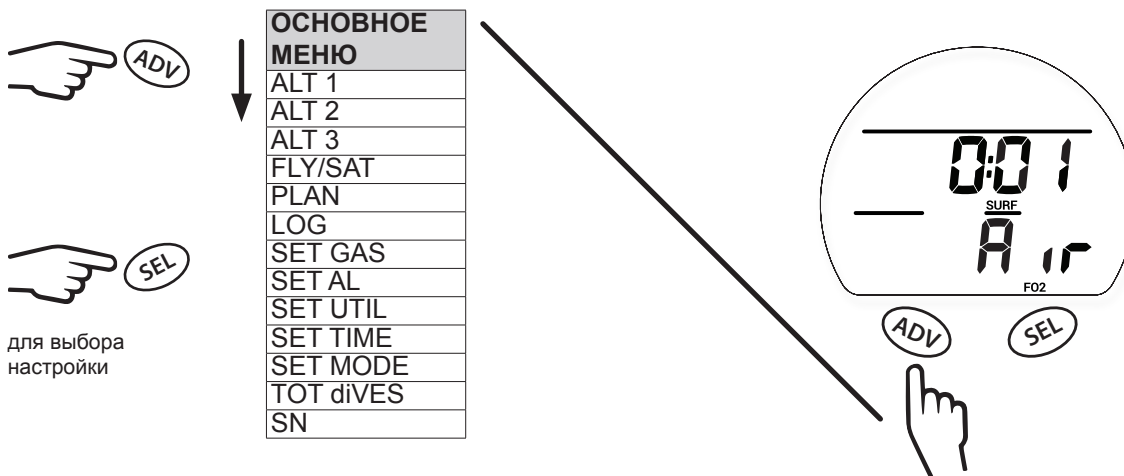 ADV
SEL
для выбора
настройки
ОСНОВНОЕ
МЕНЮ
ALT 1
ALT 2
ALT 3
FLY/SAT
PLAN
LOG
SET GAS
SET AL
SET UTIL
SET TIME
SET MODE
TOT diVES
SN
0:01
SURF
Air
FO2
ADV
SEL